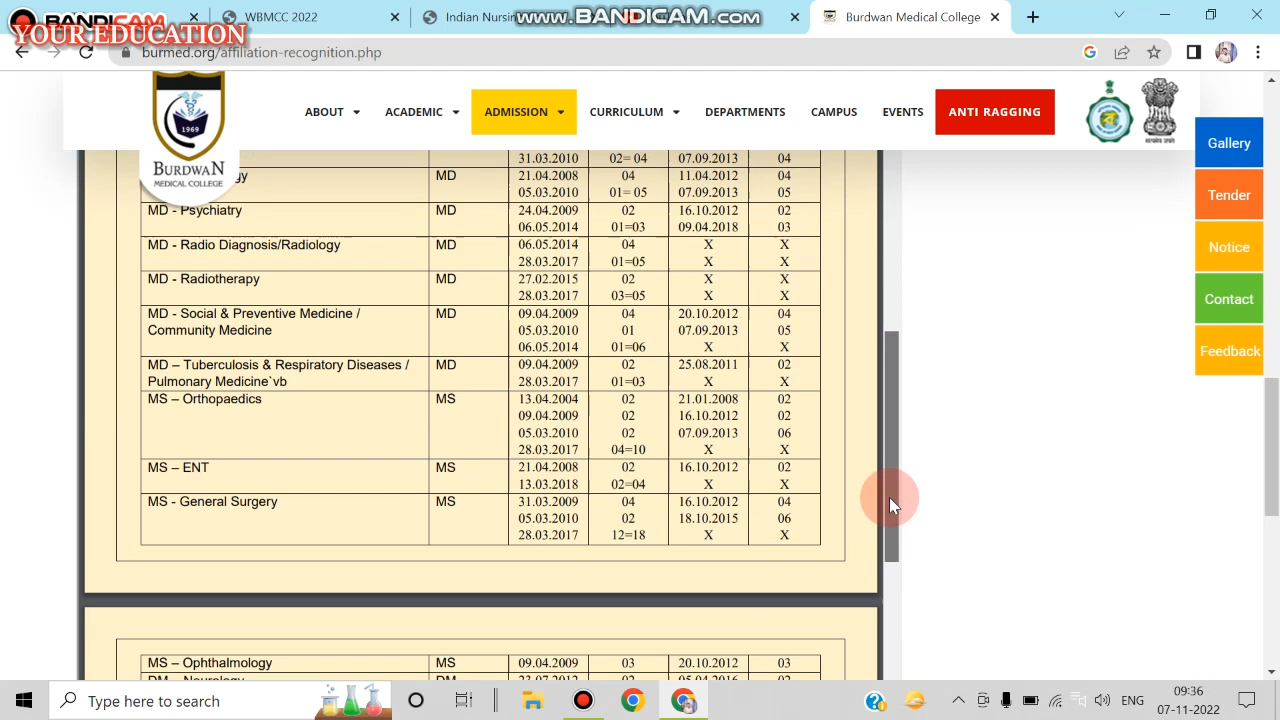 BANDICAM
WBMCC 2022
Indian Nursin
www.BANDICAM.com
Burdwan Medical College
YOUR EDUCATION
burmed.org/affiliation-recognition.php
1969
BURDWAN
MEDICAL COLLEGE
ABOUT ACADEMIC ADMISSION CURRICULUM DEPARTMENTS CAMPUS EVENTS ANTI RAGGING
Gallery
Tender
Notice
Contact
Feedback
31.03.2010 02= 04 07.09.2013 04
gy MD 21.04.2008 04 11.04.2012 04
05.03.2010 01= 05 07.09.2013 05
MD - Psychiatry MD 24.04.2009 02 16.10.2012 02
06.05.2014 01=03 09.04.2018 03
MD - Radio Diagnosis/Radiology MD 06.05.2014 04 X X
28.03.2017 01=05 X X
MD - Radiotherapy MD 27.02.2015 02 X X
28.03.2017 03=05 X X
MD - Social & Preventive Medicine / MD 09.04.2009 04 20.10.2012 04
Community Medicine 05.03.2010 01 07.09.2013 05
06.05.2014 01=06 X X
MD – Tuberculosis & Respiratory Diseases / MD 09.04.2009 02 25.08.2011 02
Pulmonary Medicine`vb 28.03.2017 01=03 X X
MS – Orthopaedics MS 13.04.2004 02 21.01.2008 02
09.04.2009 02 16.10.2012 02
05.03.2010 02 07.09.2013 06
28.03.2017 04=10 X X
MS – ENT MS 21.04.2008 02 16.10.2012 02
13.03.2018 02=04 X X
MS - General Surgery MS 31.03.2009 04 16.10.2012 04
05.03.2010 02 18.10.2015 06
28.03.2017 12=18 X X
MS – Ophthalmology MS 09.04.2009 03 20.10.2012 03
DM – Neurology DM 23.07.2012 02 05.04.2016 02
Type here to search
09:36
07-11-2022